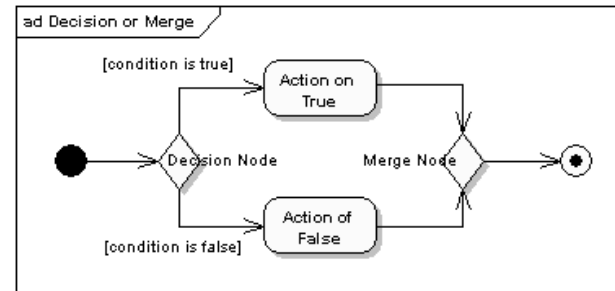 ad Decision or Merge
[condition is true]
Action on
True
Decision Node
Merge Node
Action of
False
[condition is false]